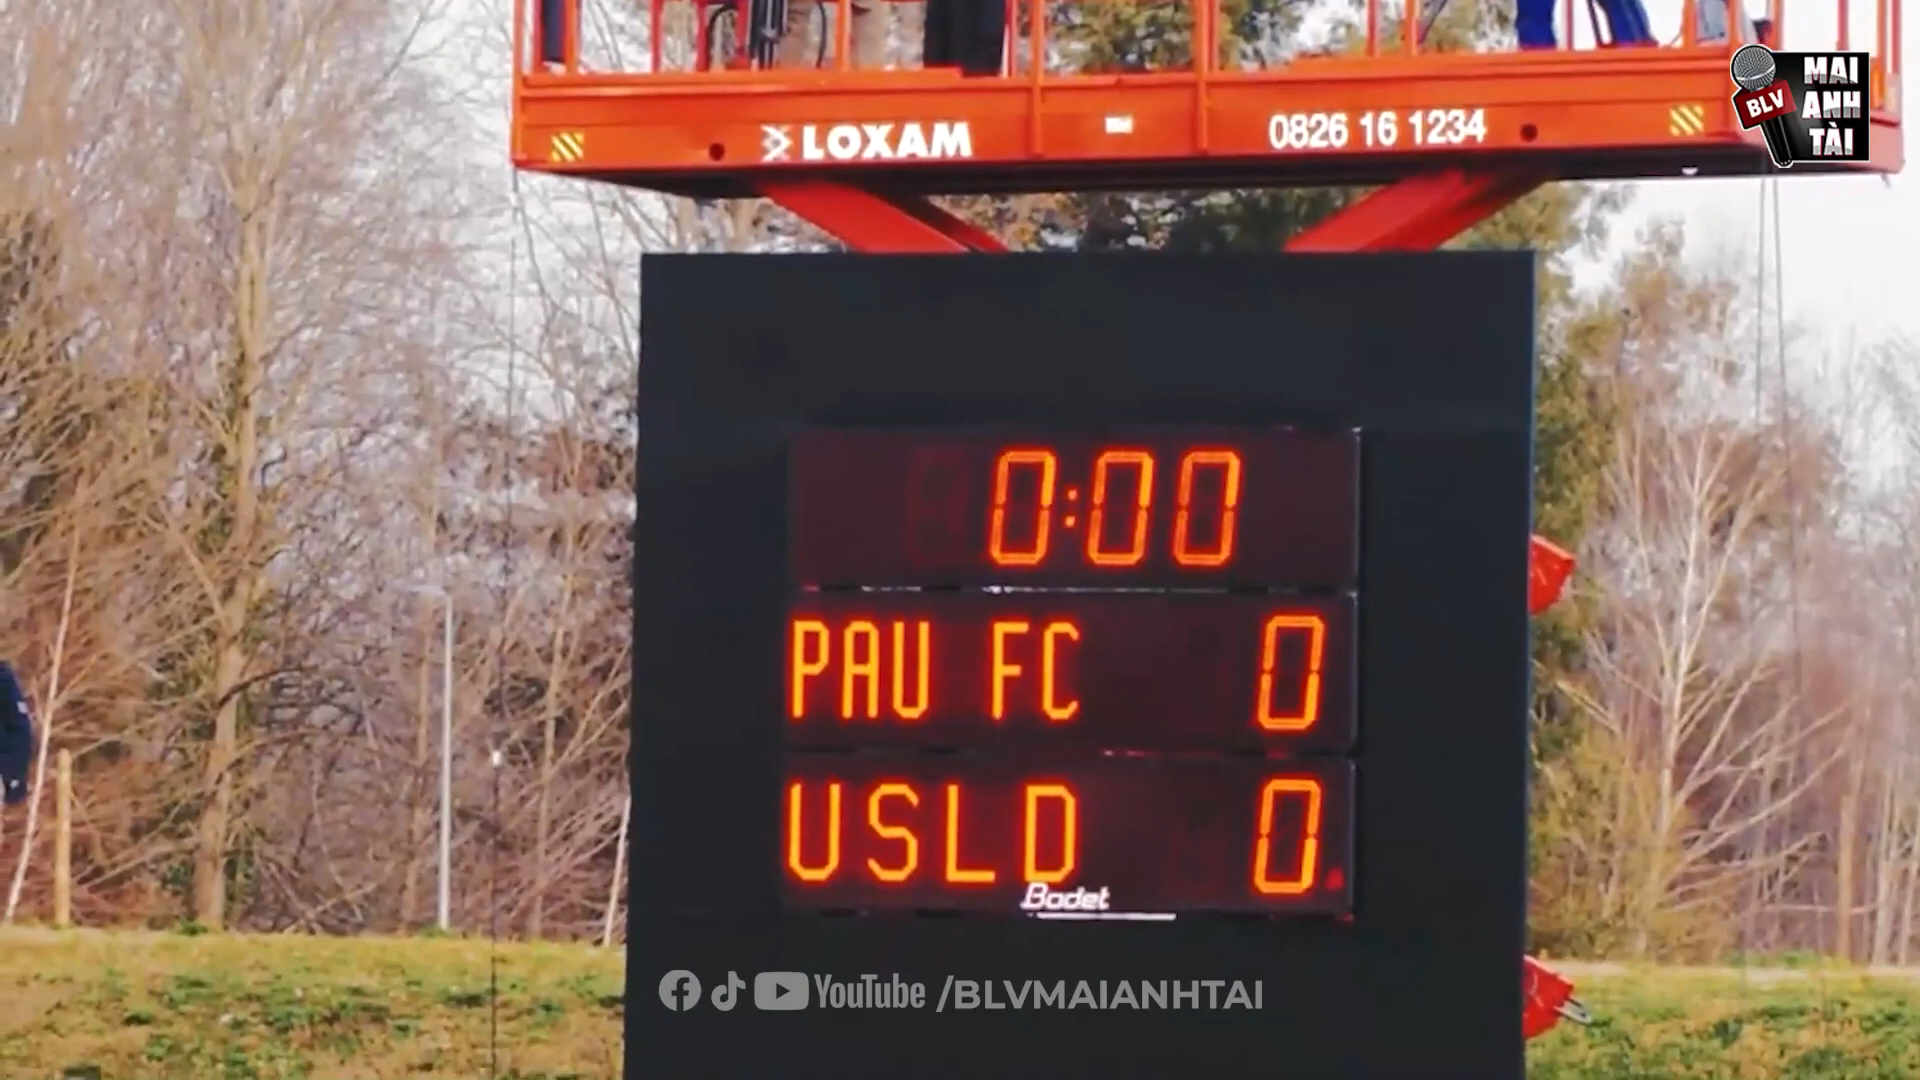 LOXAM
0826 16 1234
MAI
ANH
TÀI
BLV
0:00
PAU FC 0
USLD 0
Bodet
YouTube /BLVMAIANHTAI